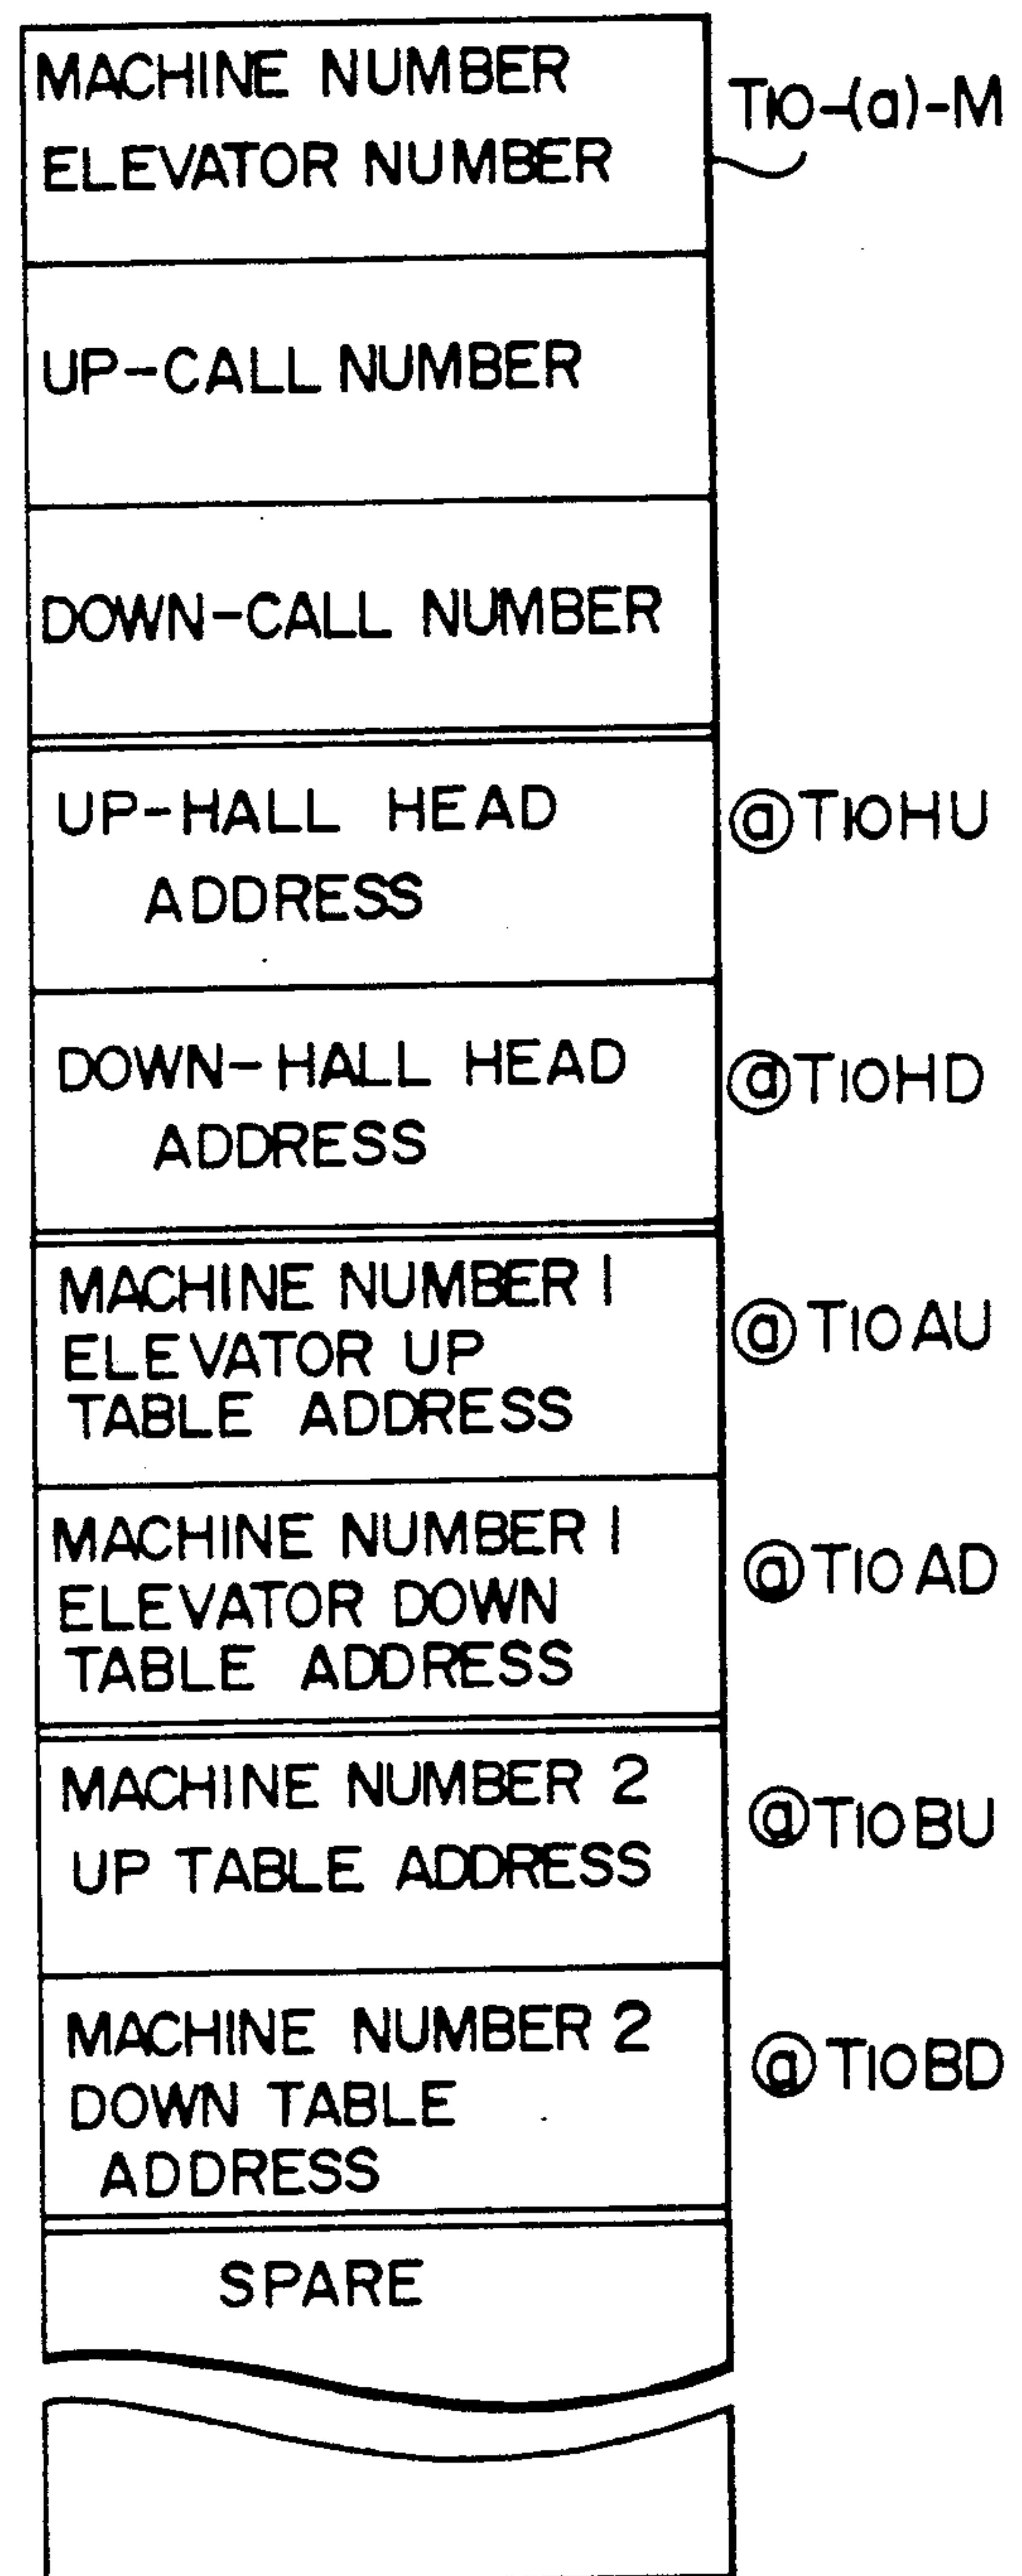 MACHINE NUMBER
ELEVATOR NUMBER
T10-(a)-M
UP-CALL NUMBER
DOWN-CALL NUMBER
UP-HALL HEAD
ADDRESS
@T10HU
DOWN-HALL HEAD
ADDRESS
@T10HD
MACHINE NUMBER 1
ELEVATOR UP
TABLE ADDRESS
@T10AU
MACHINE NUMBER 1
ELEVATOR DOWN
TABLE ADDRESS
@T10AD
MACHINE NUMBER 2
UP TABLE ADDRESS
@T10BU
MACHINE NUMBER 2
DOWN TABLE
ADDRESS
@T10BD
SPARE